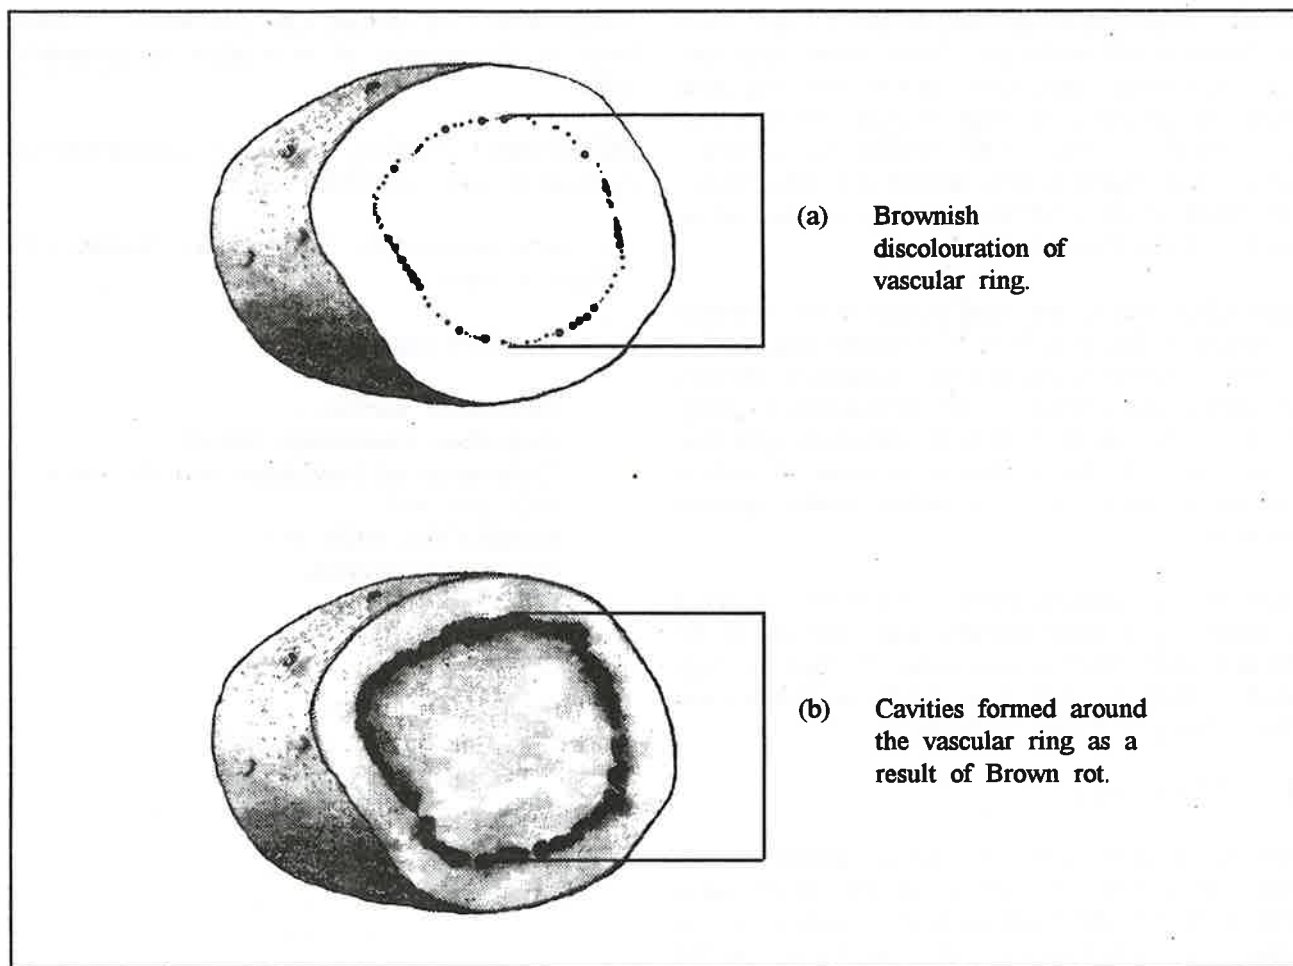 (a) Brownish
discolouration of
vascular ring.
(b) Cavities formed around
the vascular ring as a
result of Brown rot.